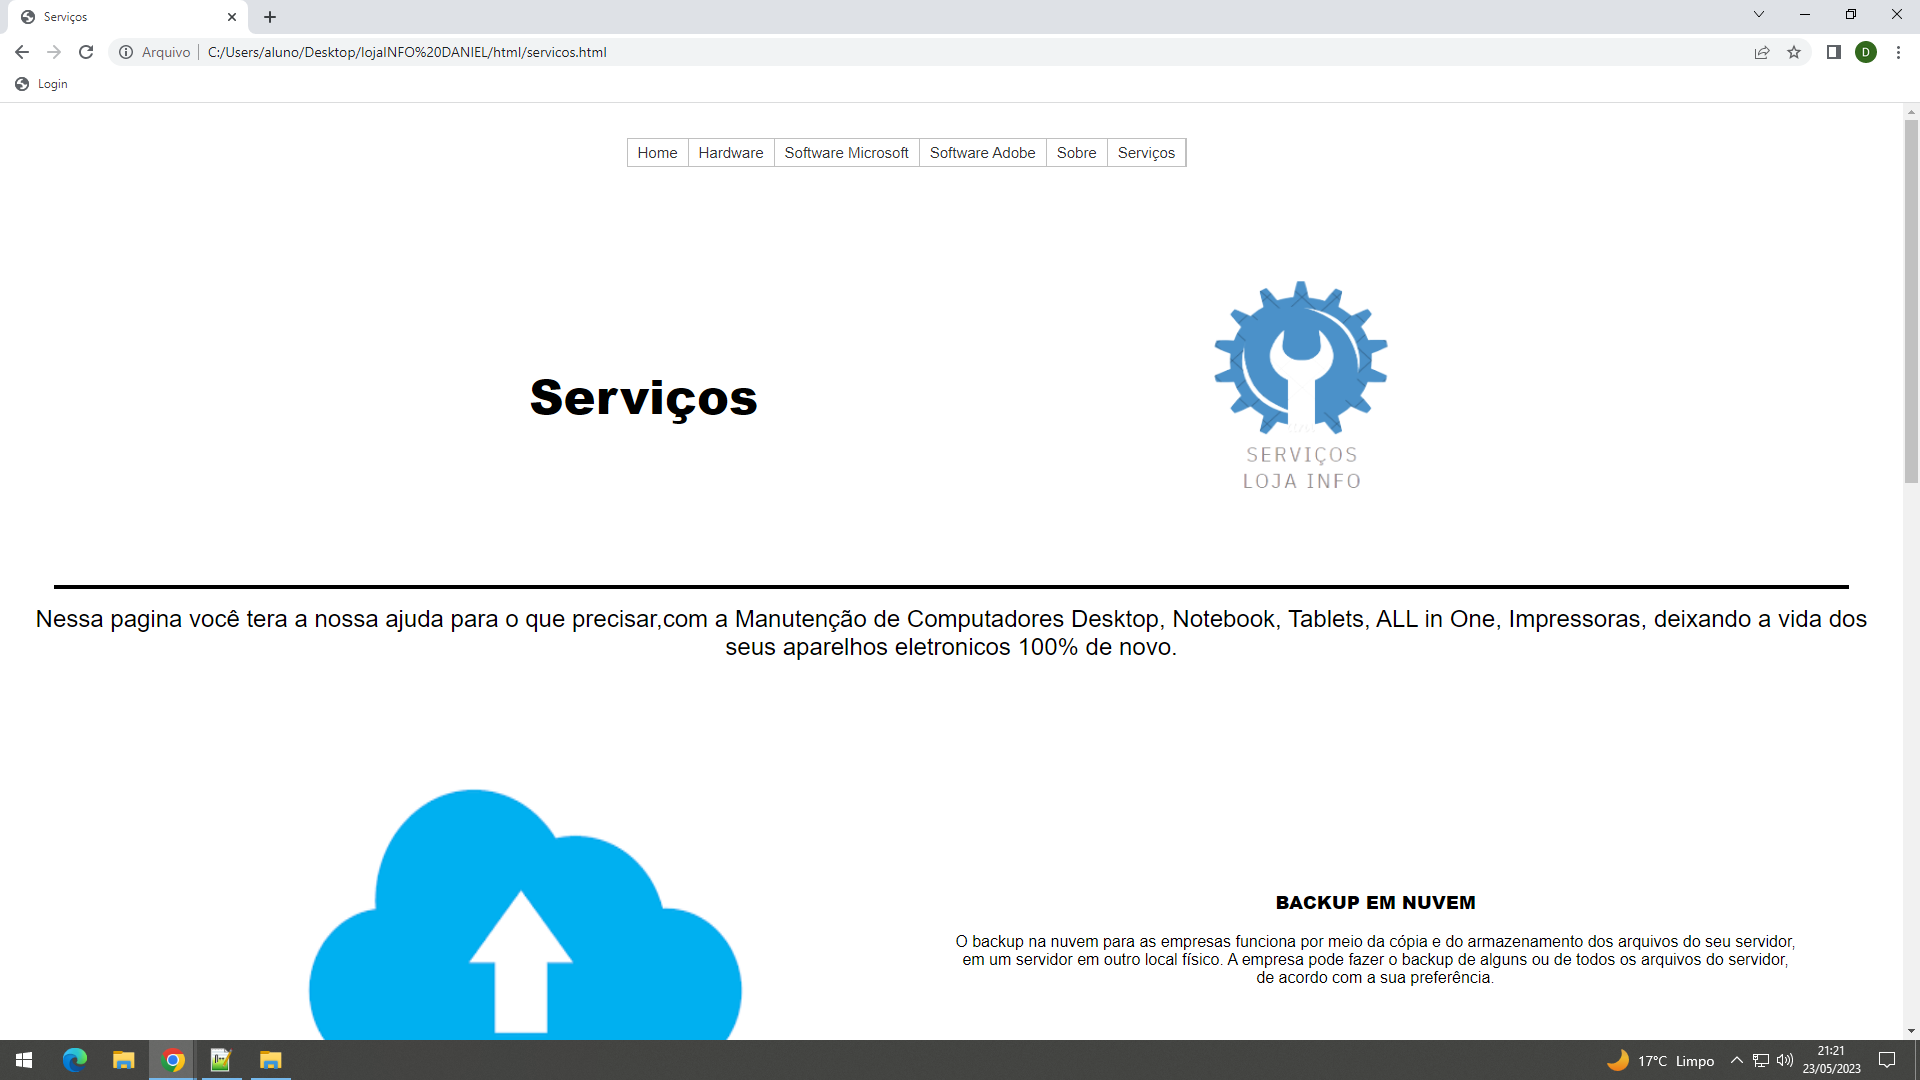 Serviços
Arquivo
C:/Users/aluno/Desktop/lojaINFO%20DANIEL/html/servicos.html
D
Login
Home Hardware Software Microsoft Software Adobe Sobre Serviços
Serviços
SERVIÇOS
LOJA INFO
Nessa pagina você tera a nossa ajuda para o que precisar,com a Manutenção de Computadores Desktop, Notebook, Tablets, ALL in One, Impressoras, deixando a vida dos
seus aparelhos eletronicos 100% de novo.
BACKUP EM NUVEM
O backup na nuvem para as empresas funciona por meio da cópia e do armazenamento dos arquivos do seu servidor,
em um servidor em outro local físico. A empresa pode fazer o backup de alguns ou de todos os arquivos do servidor,
de acordo com a sua preferência.
17°C Limpo
21:21
23/05/2023